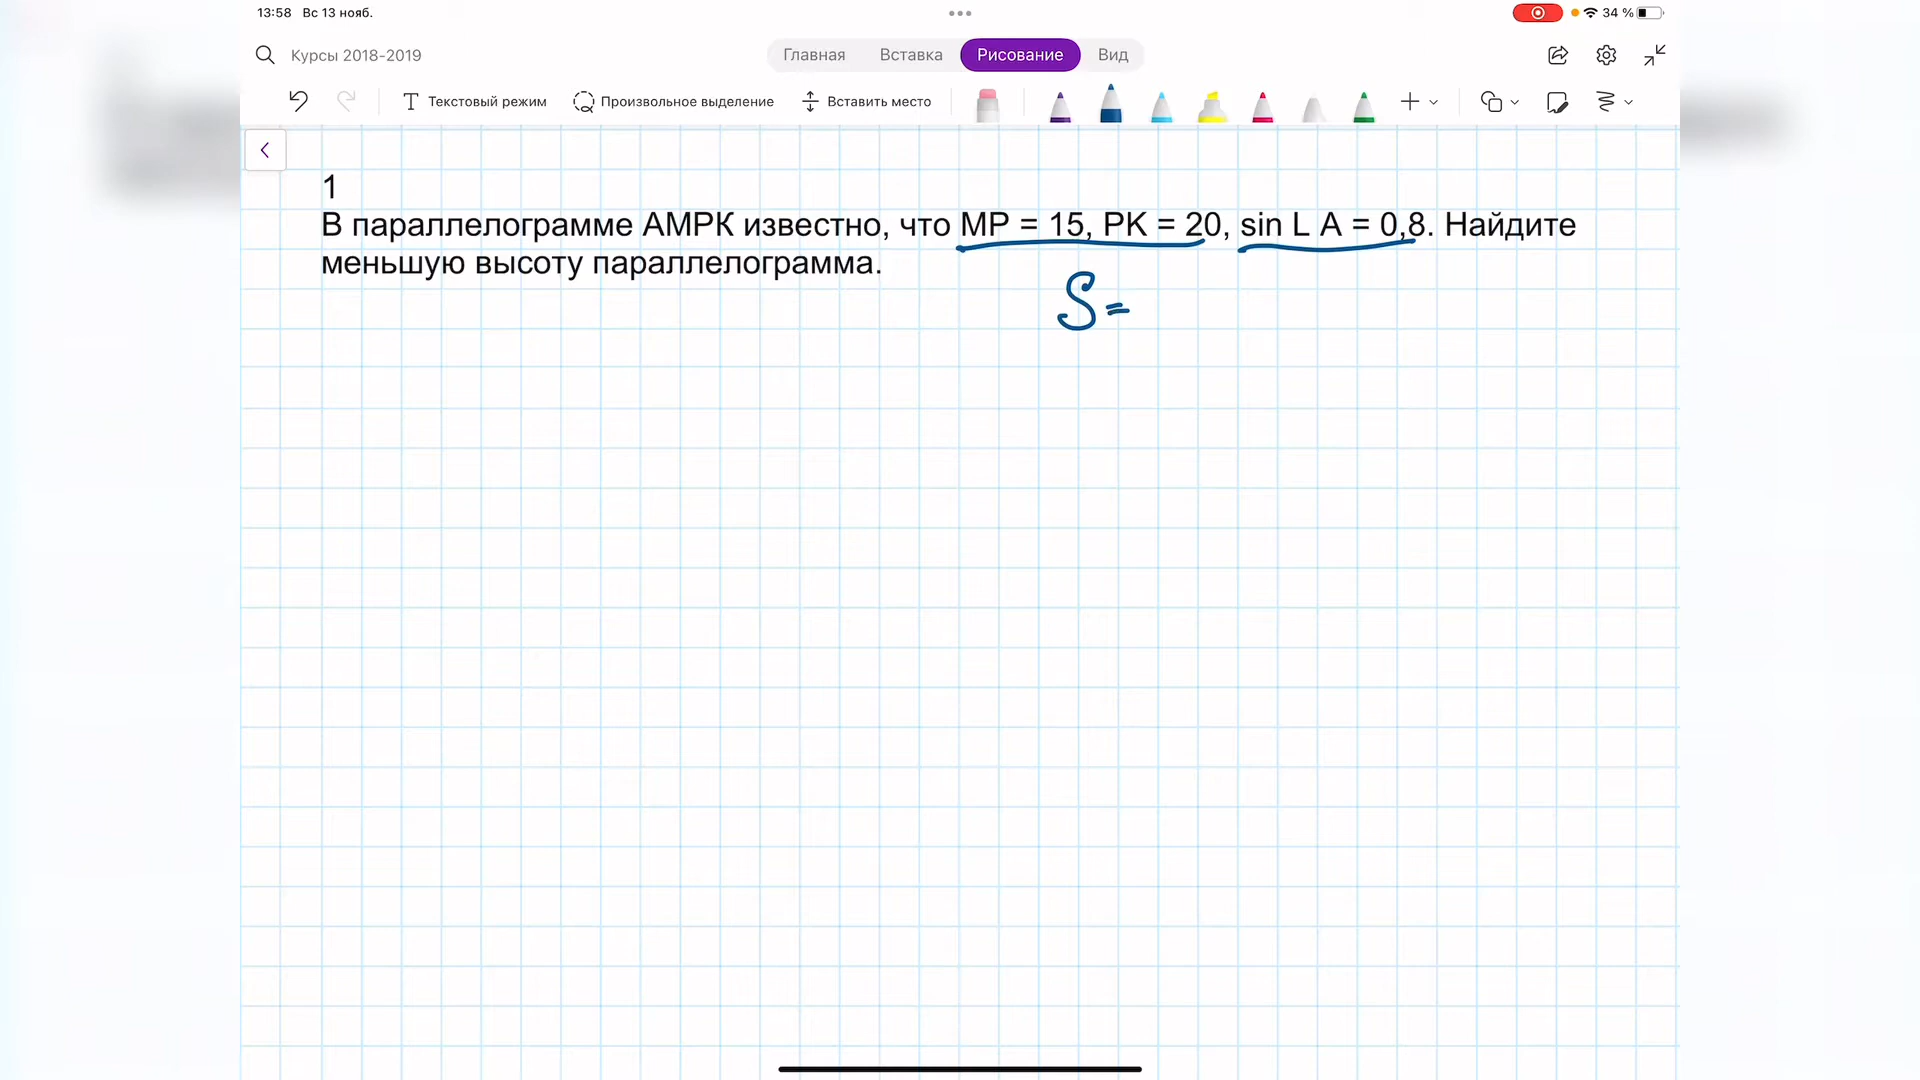 13:58 Вс 13 нояб.
34 %
Курсы 2018-2019
Главная Вставка Рисование Вид
Текстовый режим Произвольное выделение Вставить место
1
В параллелограмме АМРК известно, что МР = 15, РК = 20, sin L A = 0,8. Найдите
меньшую высоту параллелограмма.
S=